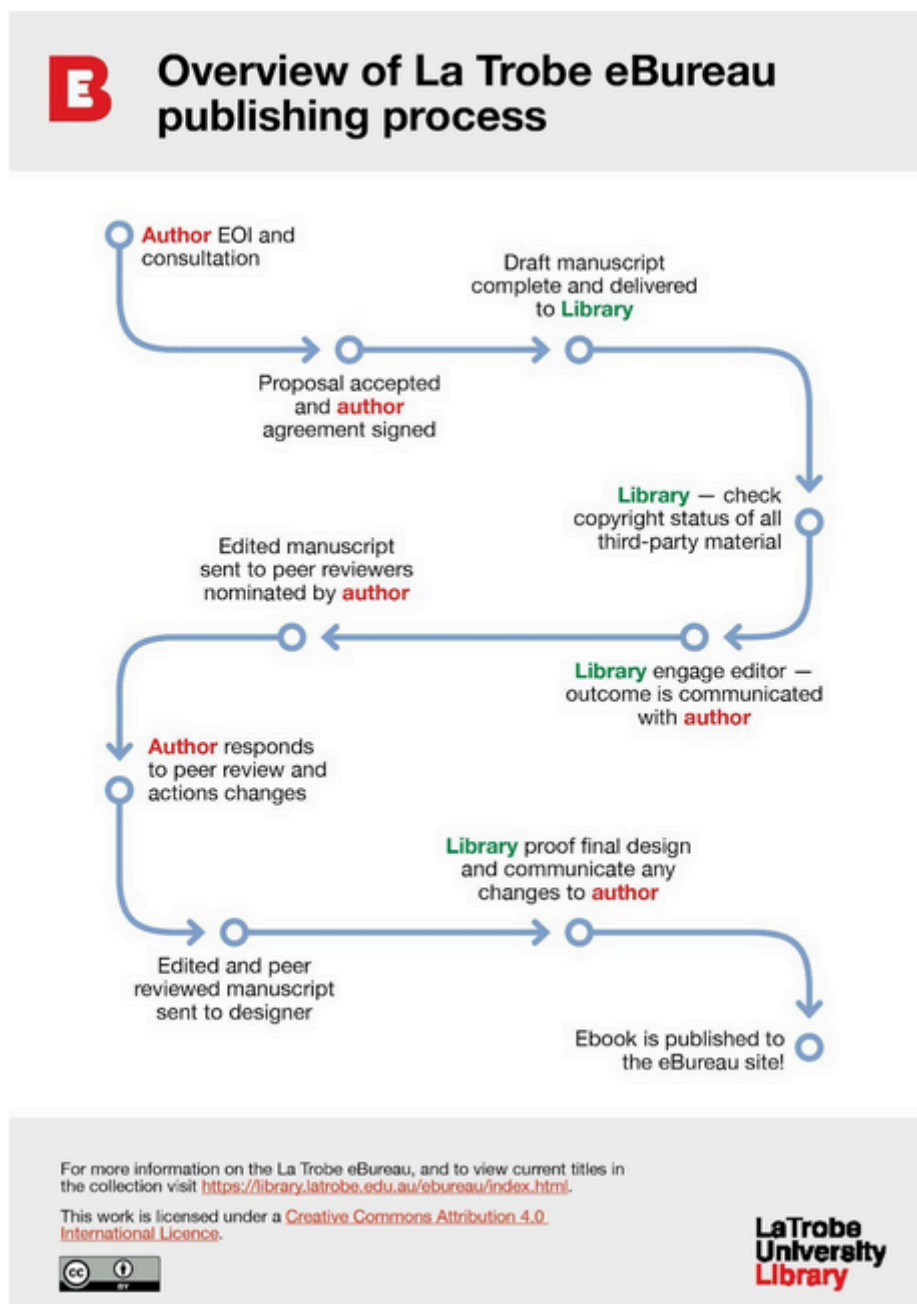 E
Overview of La Trobe eBureau
publishing process
Author EOI and
consultation
Proposal accepted
and author
agreement signed
Draft manuscript
complete and delivered
to Library
Library — check
copyright status of all
third-party material
Library engage editor —
outcome is communicated
with author
Edited manuscript
sent to peer reviewers
nominated by author
Author responds
to peer review and
actions changes
Edited and peer
reviewed manuscript
sent to designer
Library proof final design
and communicate any
changes to author
Ebook is published to
the eBureau site!
For more information on the La Trobe eBureau, and to view current titles in
the collection visit https://library.latrobe.edu.au/ebureau/index.html.
This work is licensed under a Creative Commons Attribution 4.0
International Licence.
cc
BY
LaTrobe
University
Library